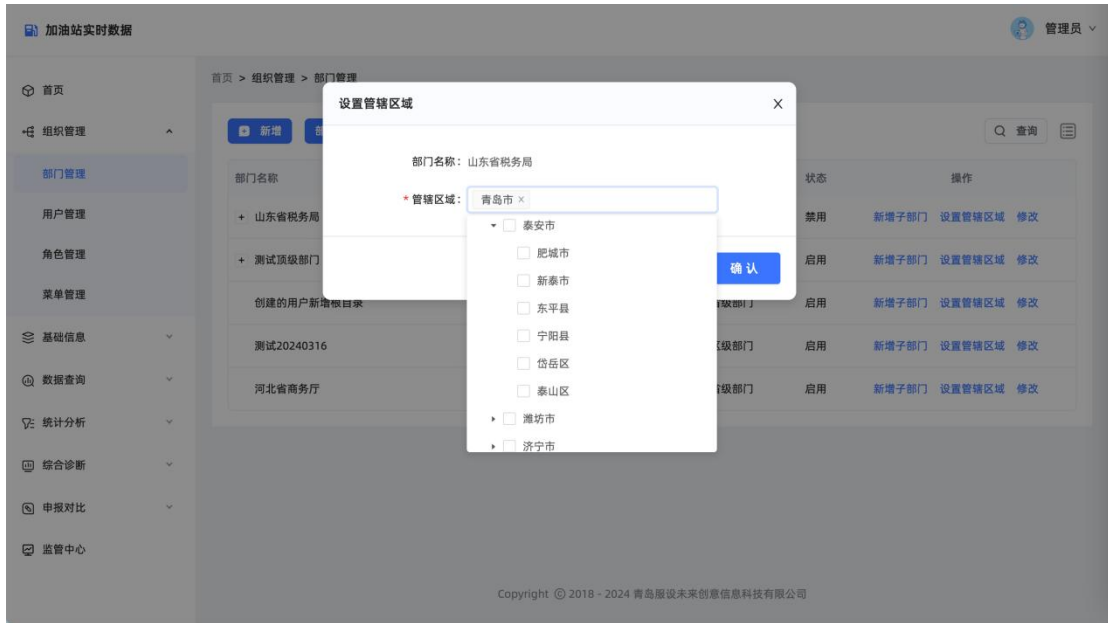 加油站实时数据
管理员
首页
组织管理
部门管理
用户管理
角色管理
菜单管理
基础信息
数据查询
统计分析
综合诊断
申报对比
监管中心
首页 > 组织管理 > 部门管理
新增
查询
部门名称 状态 操作
+ 山东省税务局 禁用 新增子部门 设置管辖区域 修改
+ 测试顶级部门 启用 新增子部门 设置管辖区域 修改
创建的用户新增根目录 级部门 启用 新增子部门 设置管辖区域 修改
测试20240316 级部门 启用 新增子部门 设置管辖区域 修改
河北省商务厅 级部门 启用 新增子部门 设置管辖区域 修改
设置管辖区域 X
部门名称: 山东省税务局
* 管辖区域: 青岛市 ×
泰安市
肥城市
新泰市
东平县
宁阳县
岱岳区
泰山区
潍坊市
济宁市
确认
Copyright © 2018 - 2024 青岛服设未来创意信息科技有限公司